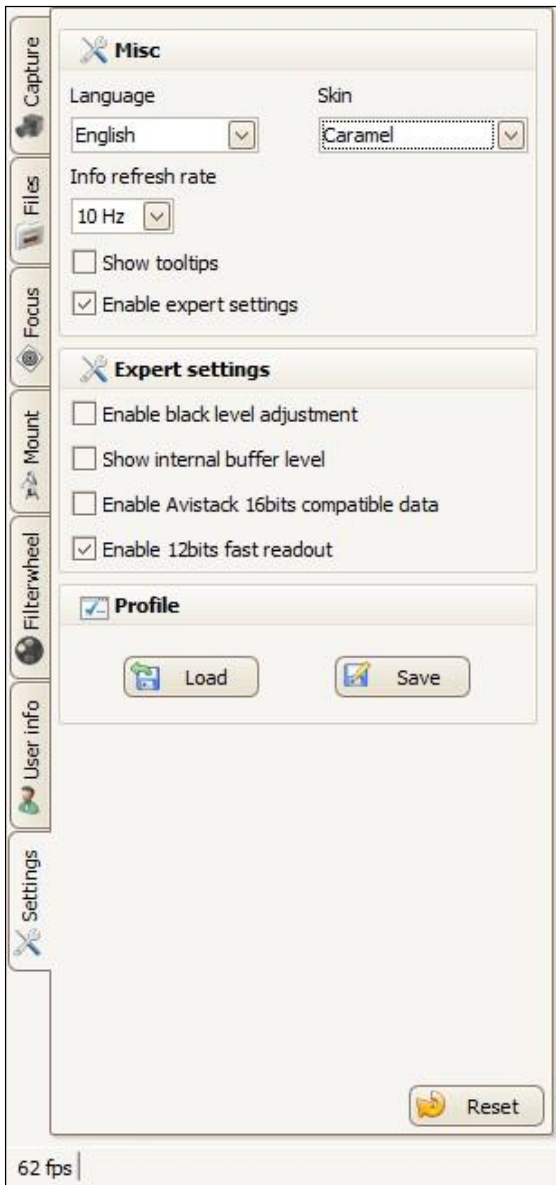 Capture
Files
Focus
Mount
Filterwheel
User info
Settings
Misc
Language Skin
English Caramel
Info refresh rate
10 Hz
Show tooltips
Enable expert settings
Expert settings
Enable black level adjustment
Show internal buffer level
Enable Avistack 16bits compatible data
Enable 12bits fast readout
Profile
Load Save
Reset
62 fps